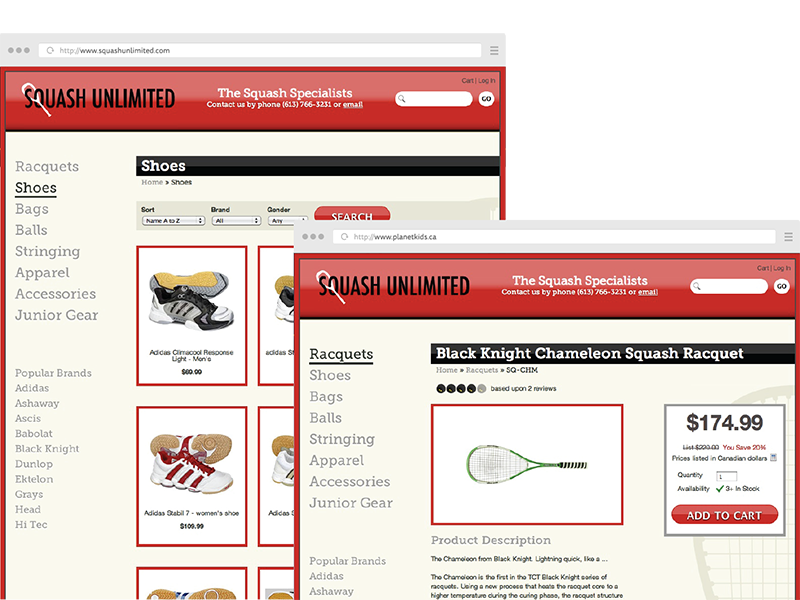 http://www.squashunlimited.com
Cart | Log In
SQUASH UNLIMITED
The Squash Specialists
Contact us by phone (613) 766-3231 or email
GO
Racquets
Shoes
Bags
Balls
Stringing
Apparel
Accessories
Junior Gear
Popular Brands
Adidas
Ashaway
Ascis
Babolat
Black Knight
Dunlop
Ektelon
Grays
Head
Hi Tec
Shoes
Home » Shoes
Sort Brand Gender
Name A to Z All Any SEARCH
Adidas Climacool Response
Light - Men's
$69.99
adidas St
Adidas Stabil 7 - women's shoe
$109.99
Adidas S
http://www.planetkids.ca
Cart | Log In
SQUASH UNLIMITED
The Squash Specialists
Contact us by phone (613) 766-3231 or email
GO
Racquets
Shoes
Bags
Balls
Stringing
Apparel
Accessories
Junior Gear
Popular Brands
Adidas
Ashaway
Black Knight Chameleon Squash Racquet
Home » Racquets » SQ-CHM
based upon 2 reviews
$174.99
List $220.00 You Save 20%
Prices listed in Canadian dollars
Quantity 1
Availability 3+ In Stock
ADD TO CART
Product Description
The Chameleon from Black Knight. Lightning quick, like a ...
The Chameleon is the first in the TCT Black Knight series of
racquets. Using a new process that heats the racquet core to a
higher temperature during the curing phase, the racquet structure